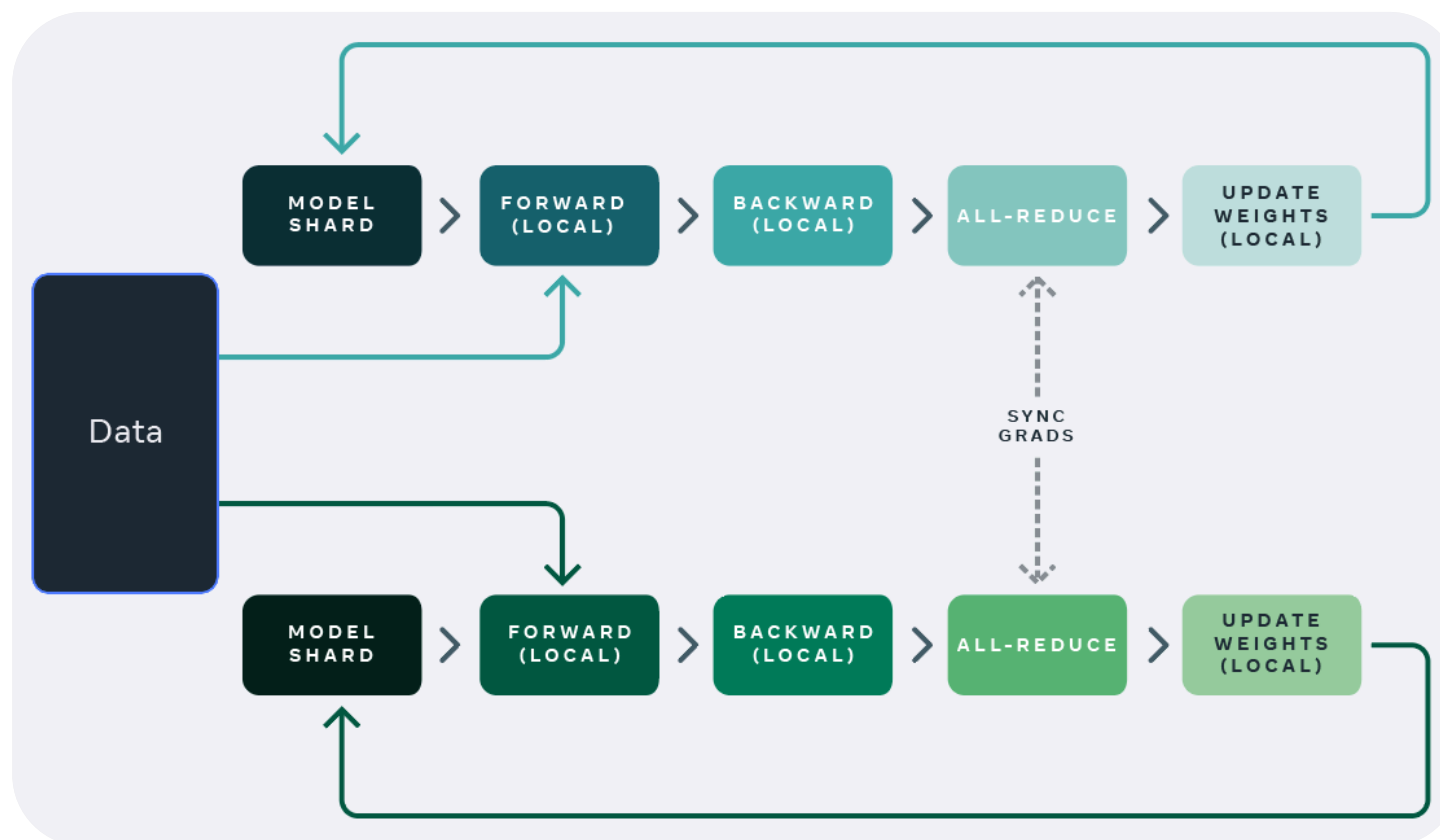 MODEL
SHARD
FORWARD
(LOCAL)
BACKWARD
(LOCAL)
ALL-REDUCE
UPDATE
WEIGHTS
(LOCAL)
Data
SYNC
GRADS
MODEL
SHARD
FORWARD
(LOCAL)
BACKWARD
(LOCAL)
ALL-REDUCE
UPDATE
WEIGHTS
(LOCAL)